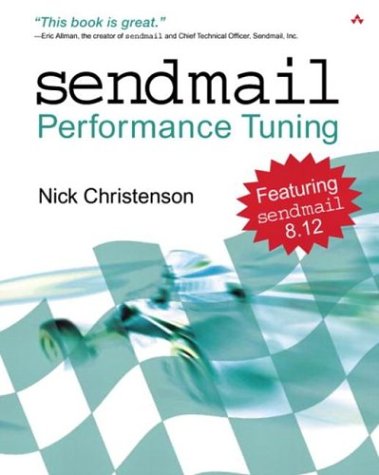 “This book is great.”
—Eric Allman, the creator of sendmail and Chief Technical Officer, Sendmail, Inc.
sendmail
Performance Tuning
Nick Christenson
Featuring
sendmail
8.12